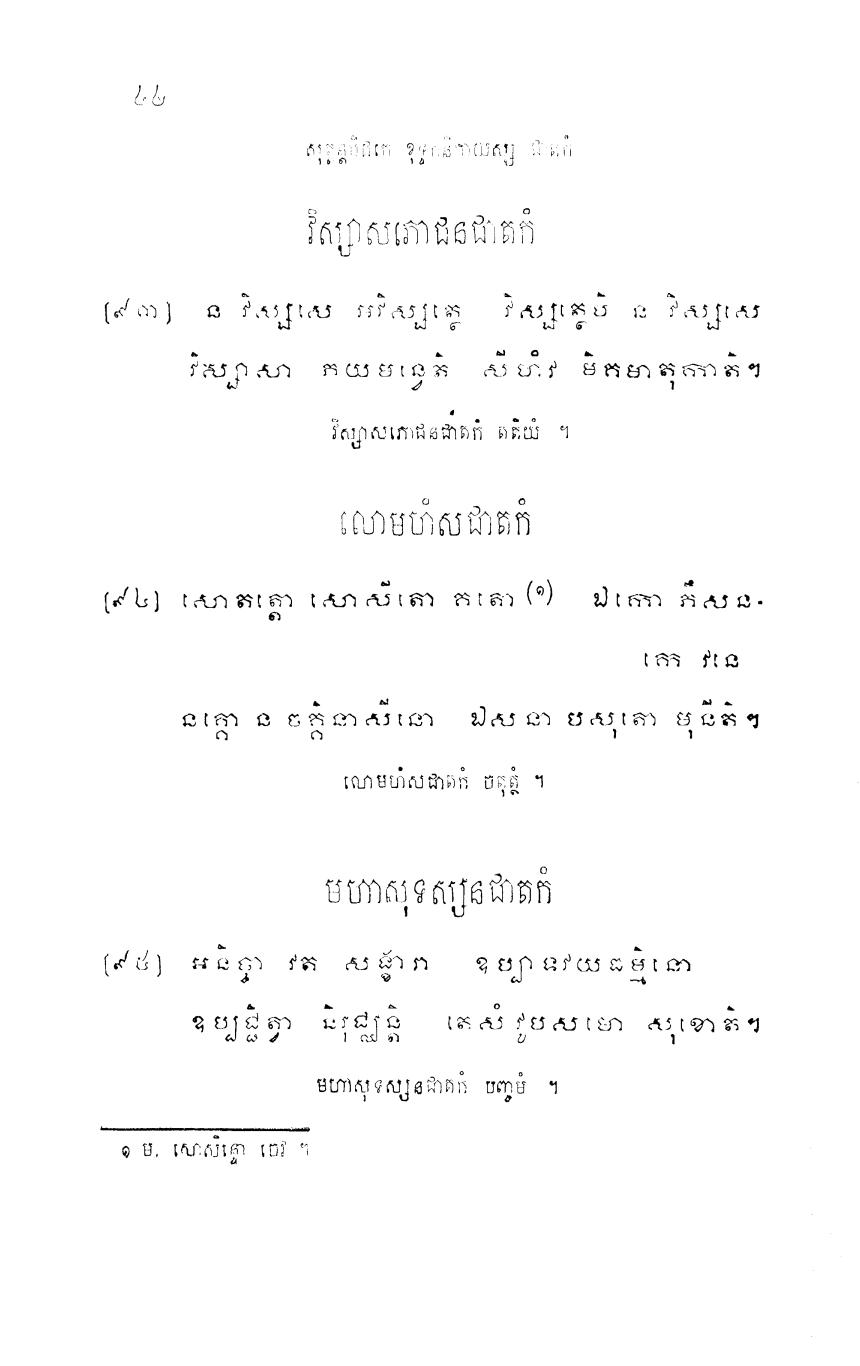 ៤៤
សុត្តន្តបិដកេ ខុទ្ទកនិកាយស្ស ជាតកំ
វិស្សាសភោជនជាតកំ
[៩៣] ន វិស្សសេ អវិស្សត្ថេ វិស្សត្ថេបិ ន វិស្សសេ
វិស្សាសា ភយមន្វេតិ សីហំវ មិគមាតុកាតិ។
វិស្សាសភោជនជាតកំ តតិយំ ។
លោមហំសជាតកំ
[៩៤] សោតត្តោ សោសីតោ ឥតោ (១) ឯកោ ភឹសន-
កេ វនេ
នគ្គោ ន ចគ្គិនាសីនោ ឯសនា បសុតោ មុនីតិ។
លោមហំសជាតកំ ចតុត្ថំ ។
មហាសុទស្សនជាតកំ
[៩៥] អនិច្ចា វត សង្ខារា ឧប្បាទវយធម្មិនោ
ឧប្បជ្ជិត្វា និរុជ្ឈន្តិ តេសំ វូបសមោ សុខោតិ។
មហាសុទស្សនជាតកំ បញ្ចមំ ។
១ ម. សោសិន្ទោ ចេវ ។